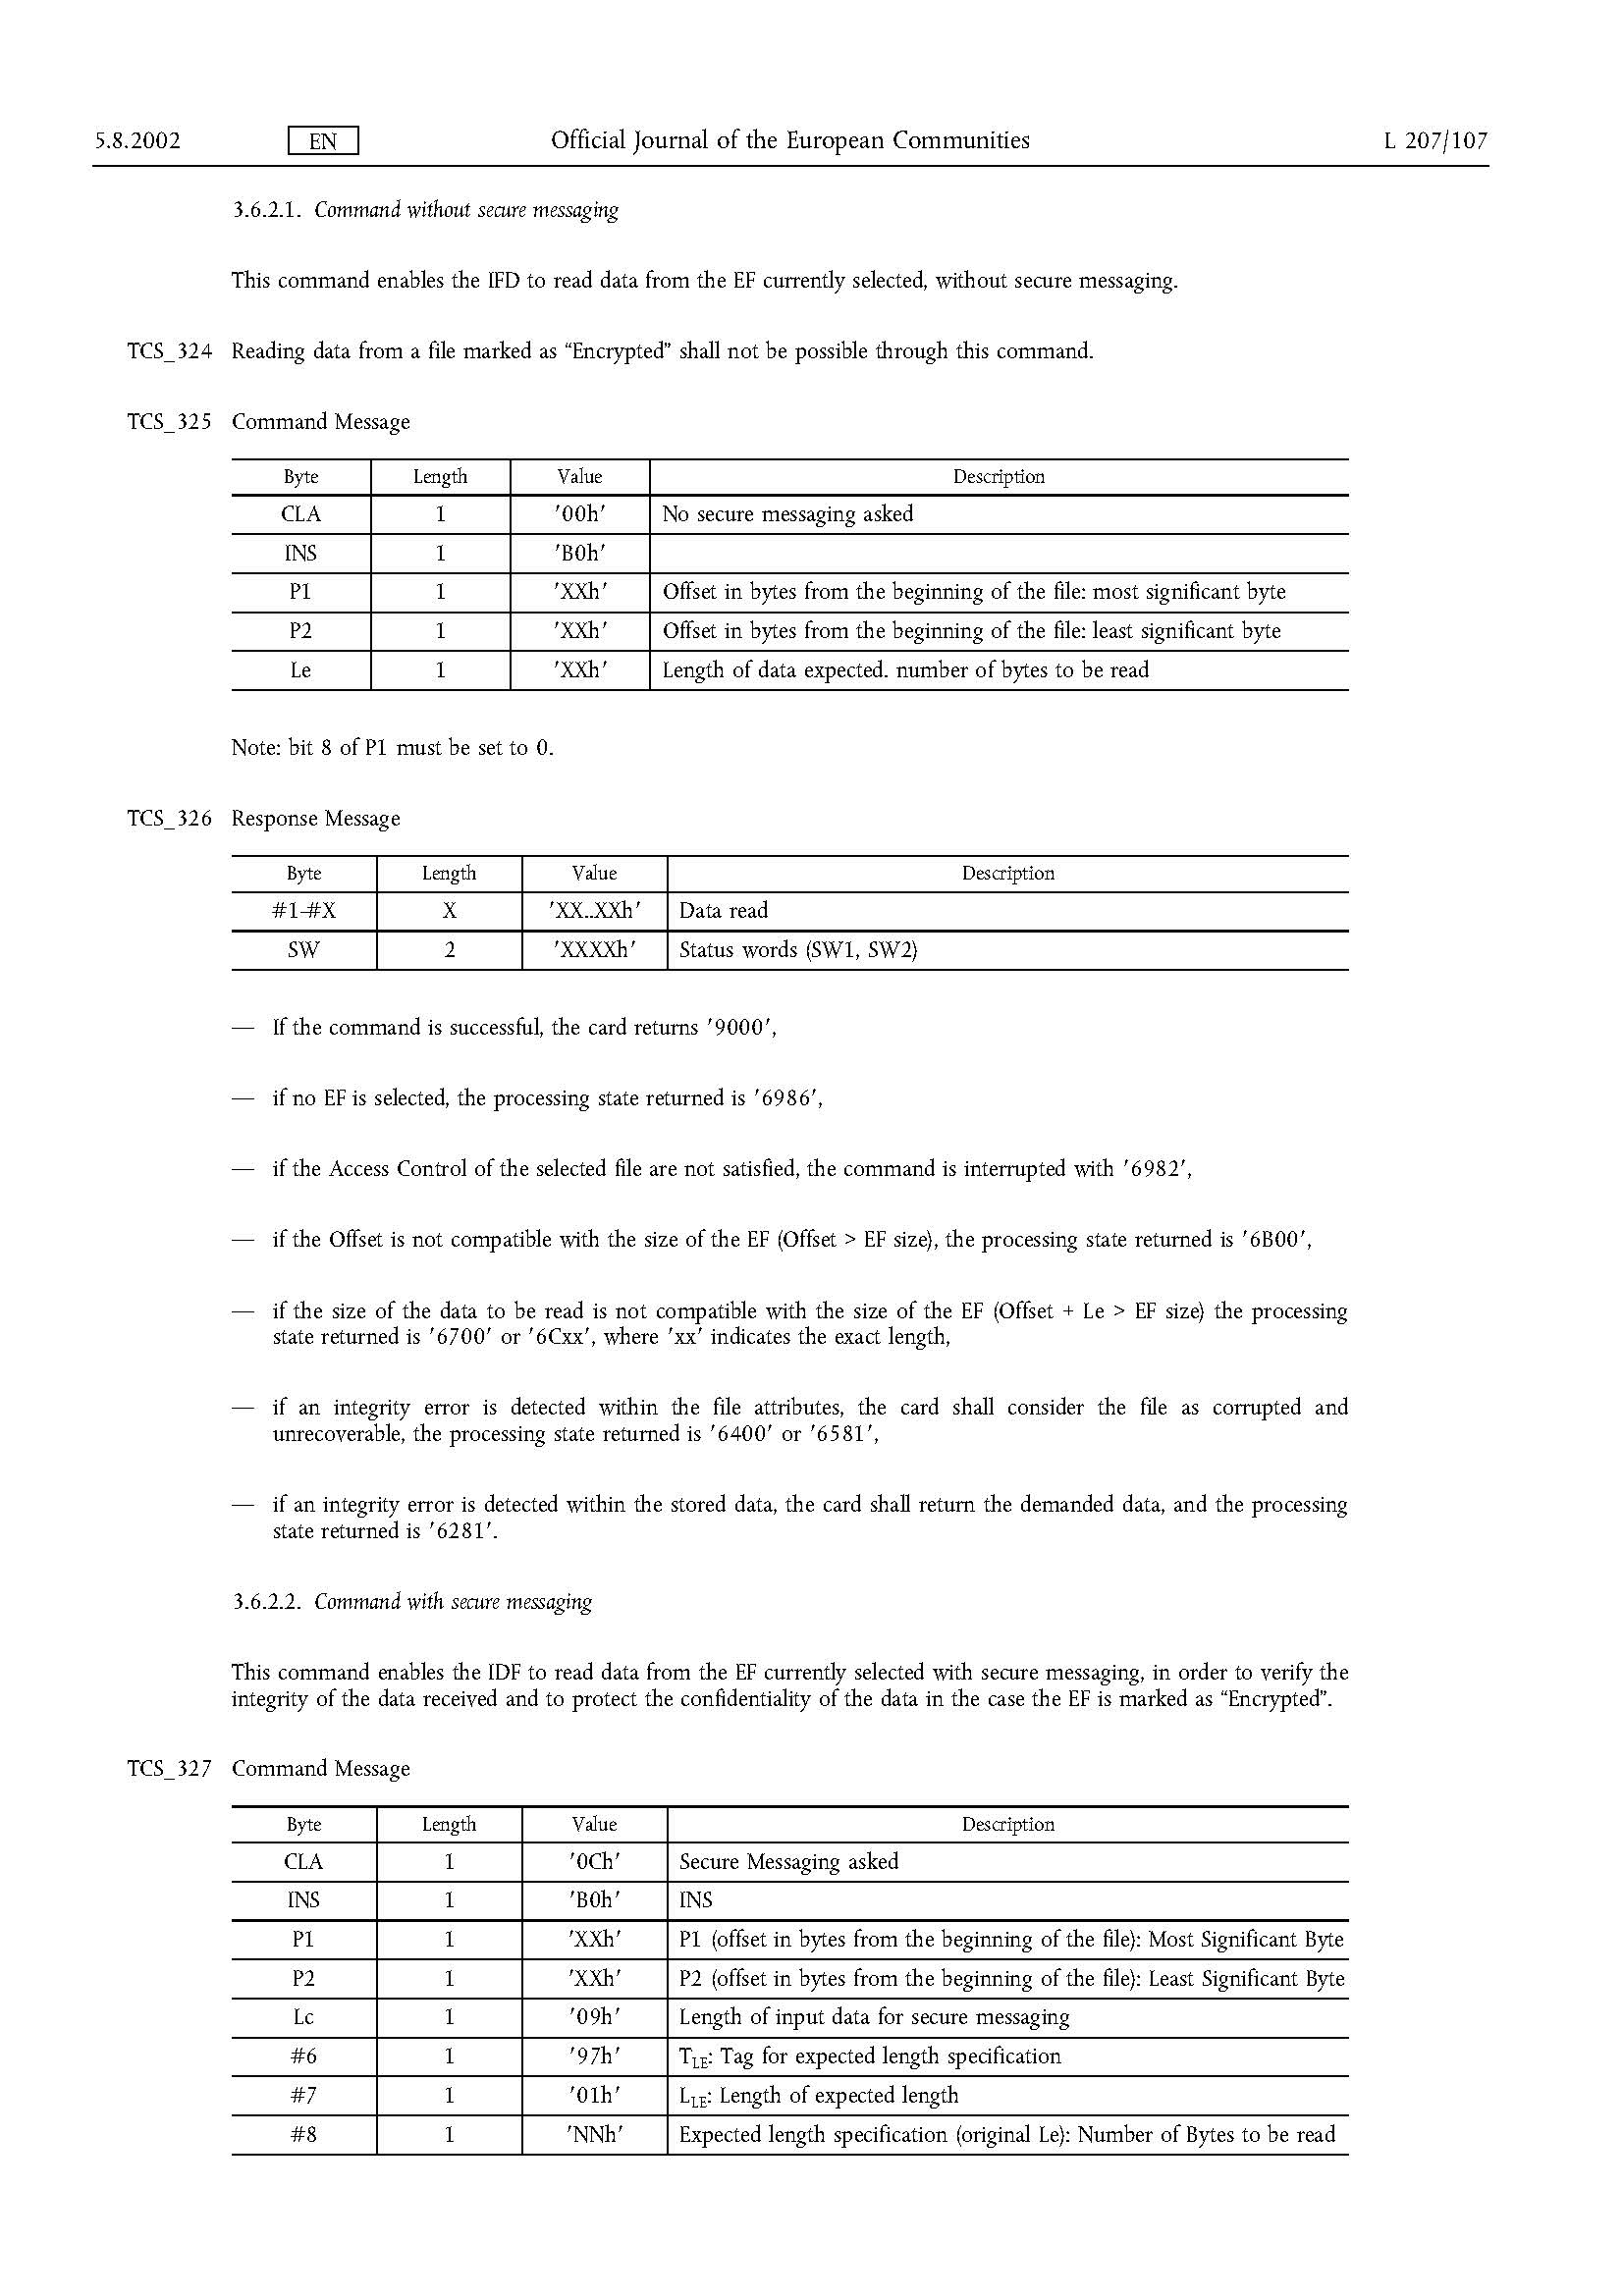 5.8.2002 EN Official Journal of the European Communities L 207/107
3.6.2.1. Command without secure messaging
This command enables the IFD to read data from the EF currently selected, without secure messaging.
TCS_324 Reading data from a file marked as “Encrypted” shall not be possible through this command.
TCS_325 Command Message
Byte Length Value Description
CLA 1 '00h' No secure messaging asked
INS 1 'B0h'
P1 1 'XXh' Offset in bytes from the beginning of the file: most significant byte
P2 1 'XXh' Offset in bytes from the beginning of the file: least significant byte
Le 1 'XXh' Length of data expected. number of bytes to be read
Note: bit 8 of P1 must be set to 0.
TCS_326 Response Message
Byte Length Value Description
#1-#X X 'XX..XXh' Data read
SW 2 'XXXXh' Status words (SW1, SW2)
— If the command is successful, the card returns '9000',
— if no EF is selected, the processing state returned is '6986',
— if the Access Control of the selected file are not satisfied, the command is interrupted with '6982',
— if the Offset is not compatible with the size of the EF (Offset > EF size), the processing state returned is '6B00',
— if the size of the data to be read is not compatible with the size of the EF (Offset + Le > EF size) the processing
state returned is '6700' or '6Cxx', where 'xx' indicates the exact length,
— if an integrity error is detected within the file attributes, the card shall consider the file as corrupted and
unrecoverable, the processing state returned is '6400' or '6581',
— if an integrity error is detected within the stored data, the card shall return the demanded data, and the processing
state returned is '6281'.
3.6.2.2. Command with secure messaging
This command enables the IDF to read data from the EF currently selected with secure messaging, in order to verify the
integrity of the data received and to protect the confidentiality of the data in the case the EF is marked as “Encrypted”.
TCS_327 Command Message
Byte Length Value Description
CLA 1 '0Ch' Secure Messaging asked
INS 1 'B0h' INS
P1 1 'XXh' P1 (offset in bytes from the beginning of the file): Most Significant Byte
P2 1 'XXh' P2 (offset in bytes from the beginning of the file): Least Significant Byte
Lc 1 '09h' Length of input data for secure messaging
#6 1 '97h' TLE: Tag for expected length specification
#7 1 '01h' LLE: Length of expected length
#8 1 'NNh' Expected length specification (original Le): Number of Bytes to be read